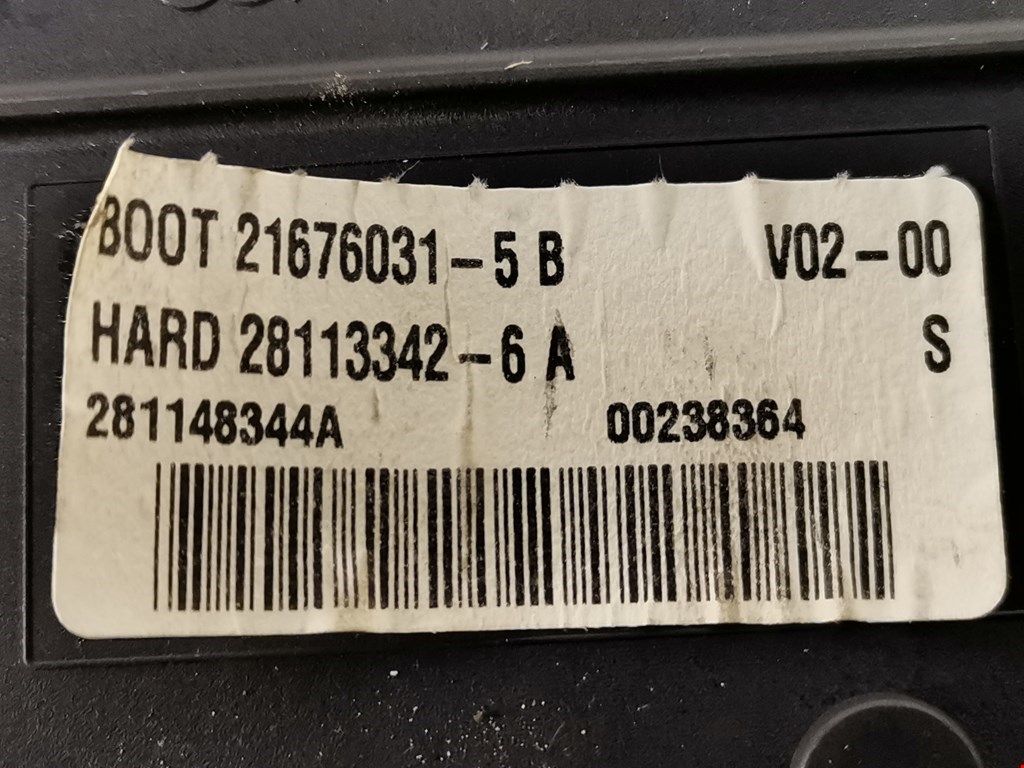 BOOT 21676031-5 B V02-00
HARD 28113342-6 A S
281148344A 00238364